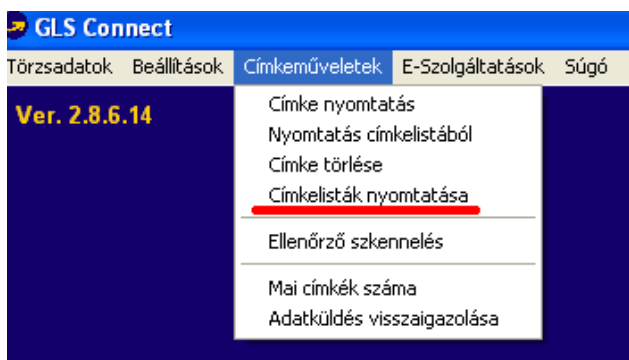 GLS Connect
Törzsadatok Beállítások Címkeműveletek E-Szolgáltatások Súgó
Ver. 2.8.6.14
Címke nyomtatás
Nyomtatás címkelistából
Címke törlése
Címkelisták nyomtatása
Ellenőrző szkennelés
Mai címkék száma
Adatküldés visszaigazolása